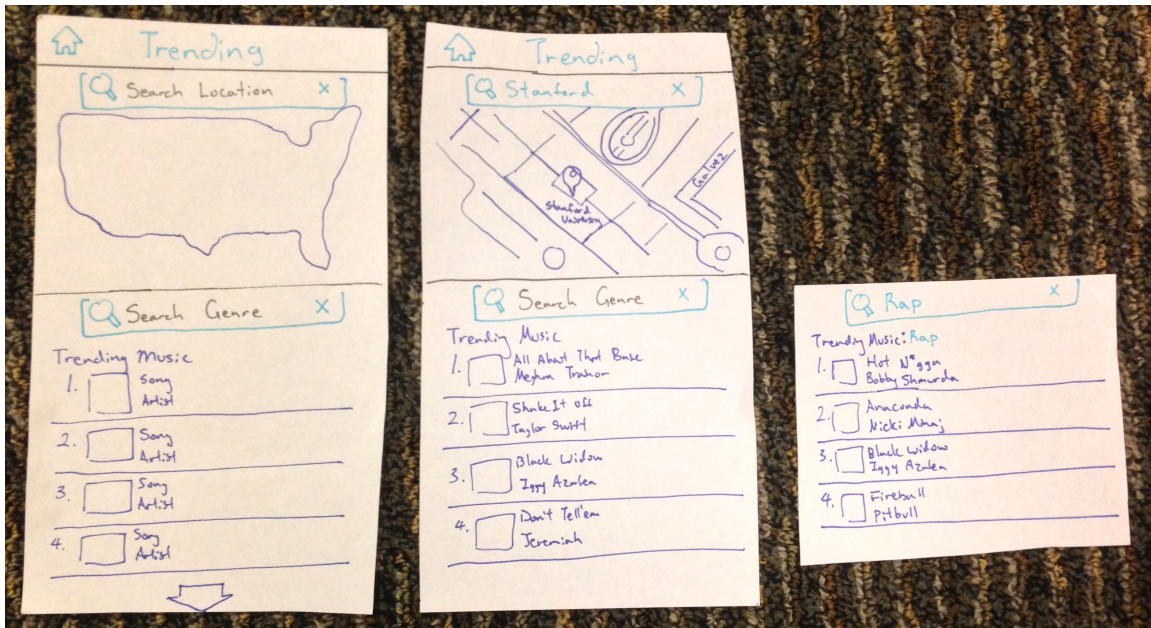 Trending
Search Location X
Search Genre X
Trending Music
1. Song
Artist
2. Song
Artist
3. Song
Artist
4. Song
Artist
Trending
Stanford X
Galvez
Stanford
University
Search Genre X
Trending Music
1. All About That Base
Meghan Trainor
2. Shake It Off
Taylor Swift
3. Black Widow
Iggy Azalea
4. Don't Tell'em
Jeremiah
Rap X
Trending Music: Rap
1. Hot N*gga
Bobby Shmurda
2. Anaconda
Nicki Minaj
3. Black Widow
Iggy Azalea
4. Fireball
Pitbull